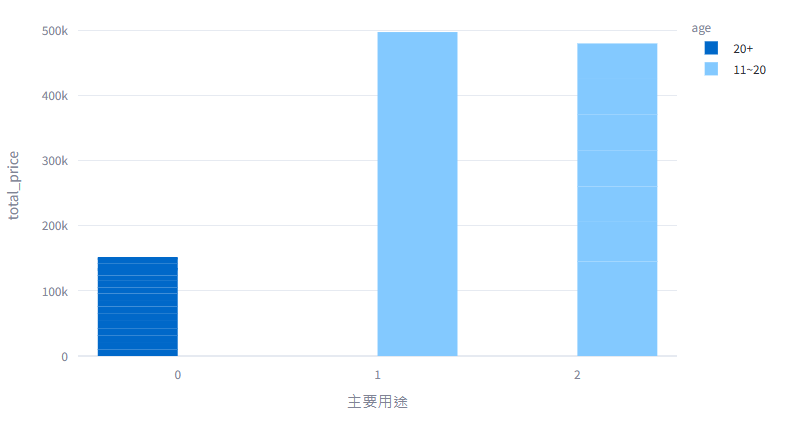 500k
400k
300k
200k
100k
0
total_price
0
1
2
主要用途
age
20+
11~20